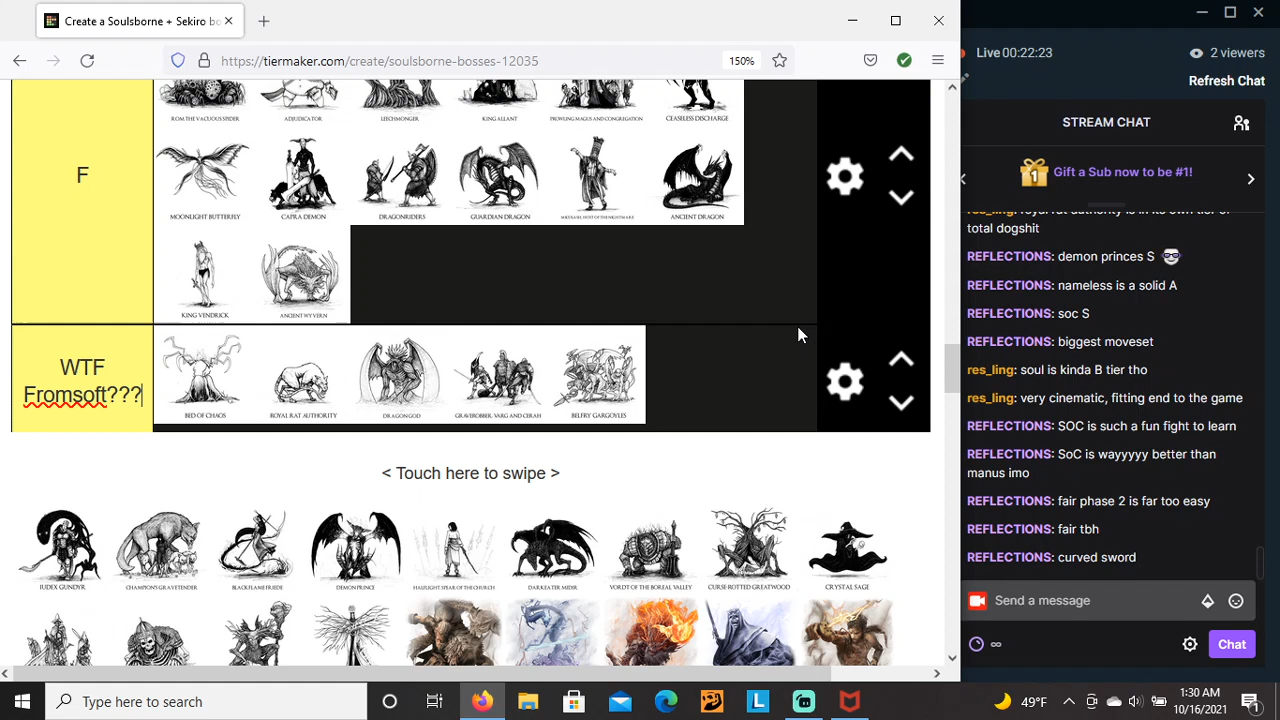 Create a Soulsborne + Sekiro bo
https://tiermaker.com/create/soulsborne-bosses-12035
150%
Live 00:22:23
2 viewers
Refresh Chat
STREAM CHAT
1
Gift a Sub now to be #1!
total dogshit
REFLECTIONS: demon princes S
REFLECTIONS: nameless is a solid A
REFLECTIONS: soc S
REFLECTIONS: biggest moveset
res_ling: soul is kinda B tier tho
res_ling: very cinematic, fitting end to the game
REFLECTIONS: SOC is such a fun fight to learn
REFLECTIONS: SoC is wayyyyy better than
manus imo
REFLECTIONS: fair phase 2 is far too easy
REFLECTIONS: fair tbh
REFLECTIONS: curved sword
Send a message
Chat
F
ROM THE VACUOUS SPIDER
ADJUDICATOR
LEECHMONGER
KING ALLANT
PROWLING MAGUS AND CONGREGATION
CEASELESS DISCHARGE
MOONLIGHT BUTTERFLY
CAPRA DEMON
DRAGONRIDERS
GUARDIAN DRAGON
MICOLASH, HOST OF THE NIGHTMARE
ANCIENT DRAGON
KING VENDRICK
ANCIENT WYVERN
WTF
Fromsoft???
BED OF CHAOS
ROYAL RAT AUTHORITY
DRAGON GOD
GRAVEROBBER, VARG AND CERAH
BELFRY GARGOYLES
< Touch here to swipe >
IUDEX GUNDYR
CHAMPION'S GRAVETENDER
BLACKFLAME FRIEDE
DEMON PRINCE
HALFLIGHT, SPEAR OF THE CHURCH
DARKEATER MIDIR
VORDT OF THE BOREAL VALLEY
CURSE-ROTTED GREATWOOD
CRYSTAL SAGE
Type here to search
L
49°F
1:30 AM
10/16/2021
1